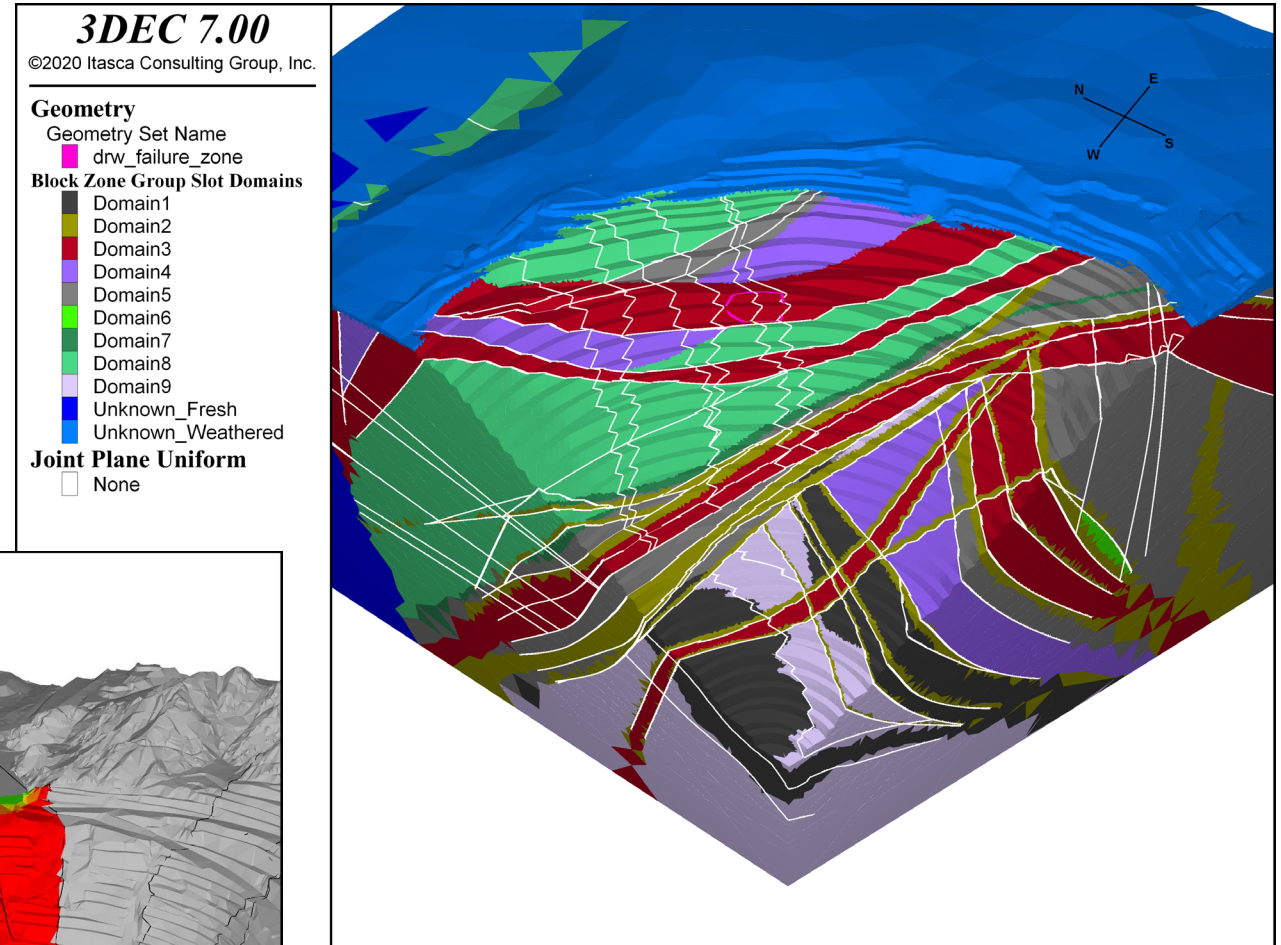 3DEC 7.00
©2020 Itasca Consulting Group, Inc.
Geometry
Geometry Set Name
drw_failure_zone
Block Zone Group Slot Domains
Domain1
Domain2
Domain3
Domain4
Domain5
Domain6
Domain7
Domain8
Domain9
Unknown_Fresh
Unknown_Weathered
Joint Plane Uniform
None
N
E
W
S